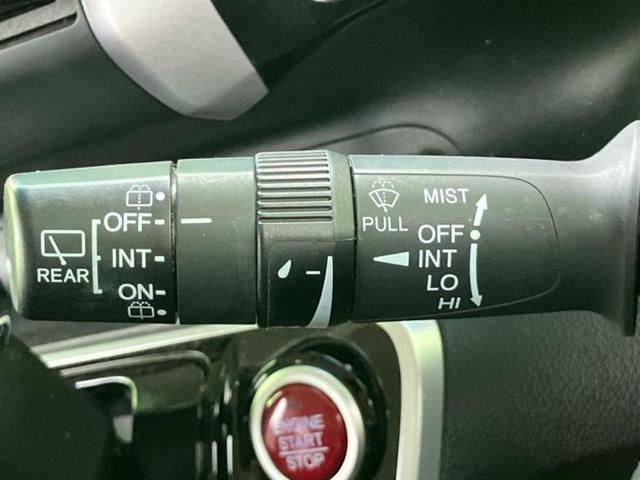 OFF
INT
REAR
ON
PULL
MIST
OFF
INT
LO
HI
ENGINE
START
STOP